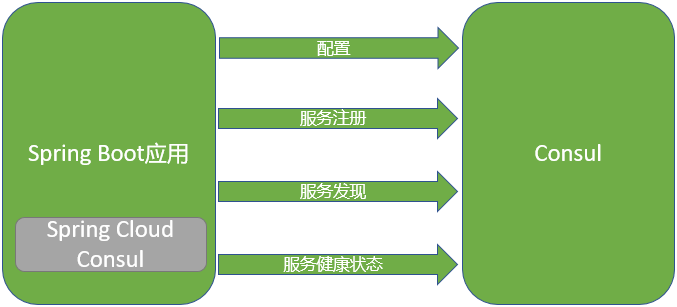 配置
服务注册
Spring Boot应用
Consul
服务发现
Spring Cloud
Consul
服务健康状态